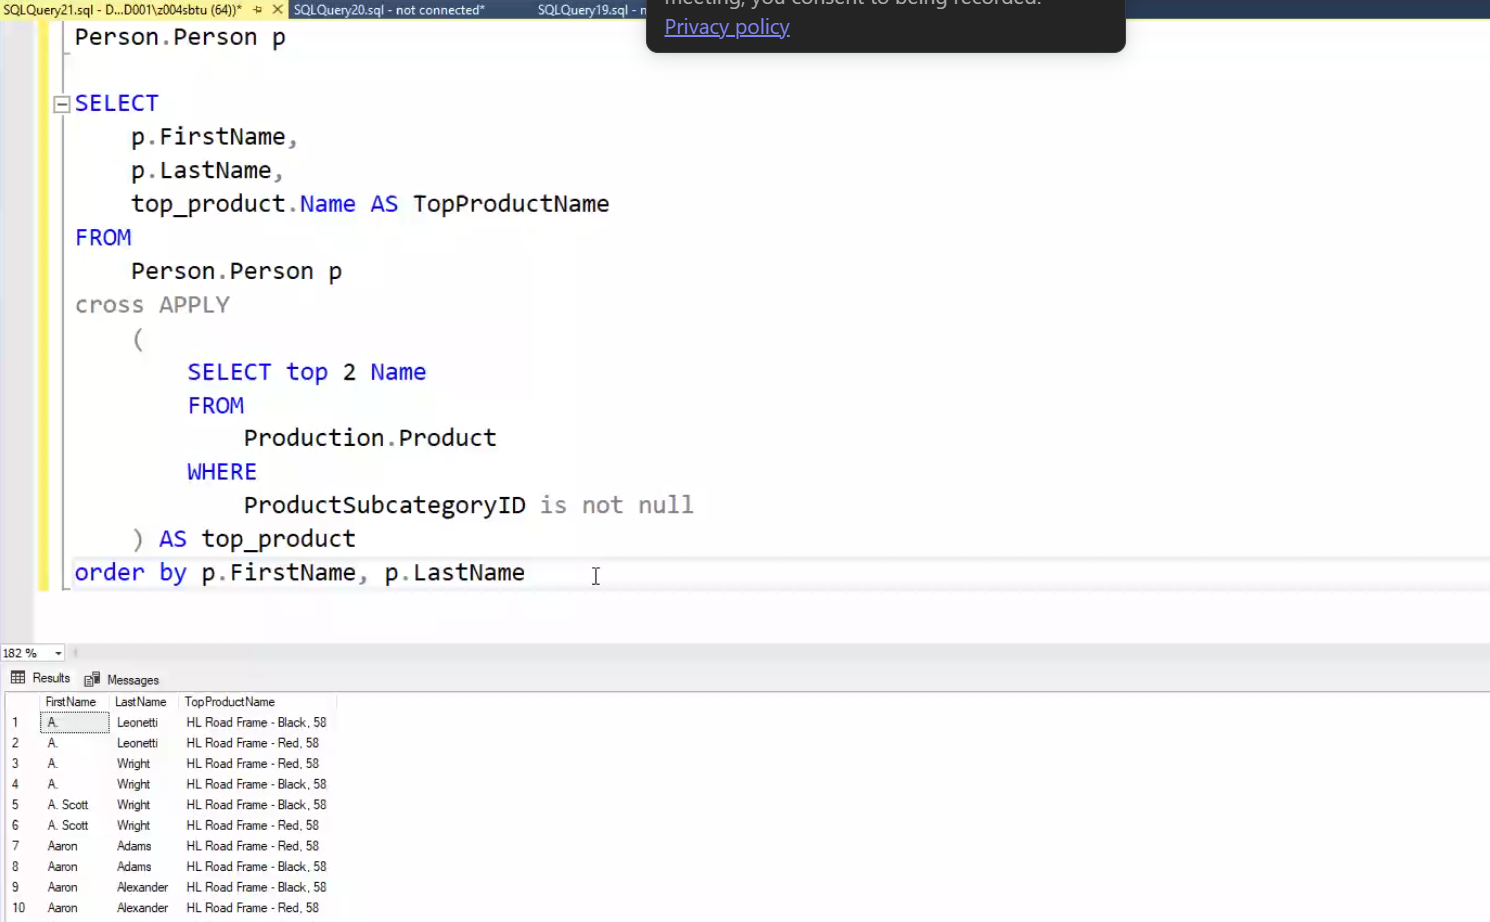 SQLQuery21.sql - D...D001\z004sbtu (64))* SQLQuery20.sql - not connected* SQLQuery19.sql - n
meeting, you consent to being recorded.
Privacy policy
Person.Person p
SELECT
p.FirstName,
p.LastName,
top_product.Name AS TopProductName
FROM
Person.Person p
cross APPLY
(
SELECT top 2 Name
FROM
Production.Product
WHERE
ProductSubcategoryID is not null
) AS top_product
order by p.FirstName, p.LastName
182 %
Results Messages
FirstName LastName TopProductName
1 A. Leonetti HL Road Frame - Black, 58
2 A. Leonetti HL Road Frame - Red, 58
3 A. Wright HL Road Frame - Red, 58
4 A. Wright HL Road Frame - Black, 58
5 A. Scott Wright HL Road Frame - Black, 58
6 A. Scott Wright HL Road Frame - Red, 58
7 Aaron Adams HL Road Frame - Red, 58
8 Aaron Adams HL Road Frame - Black, 58
9 Aaron Alexander HL Road Frame - Black, 58
10 Aaron Alexander HL Road Frame - Red, 58